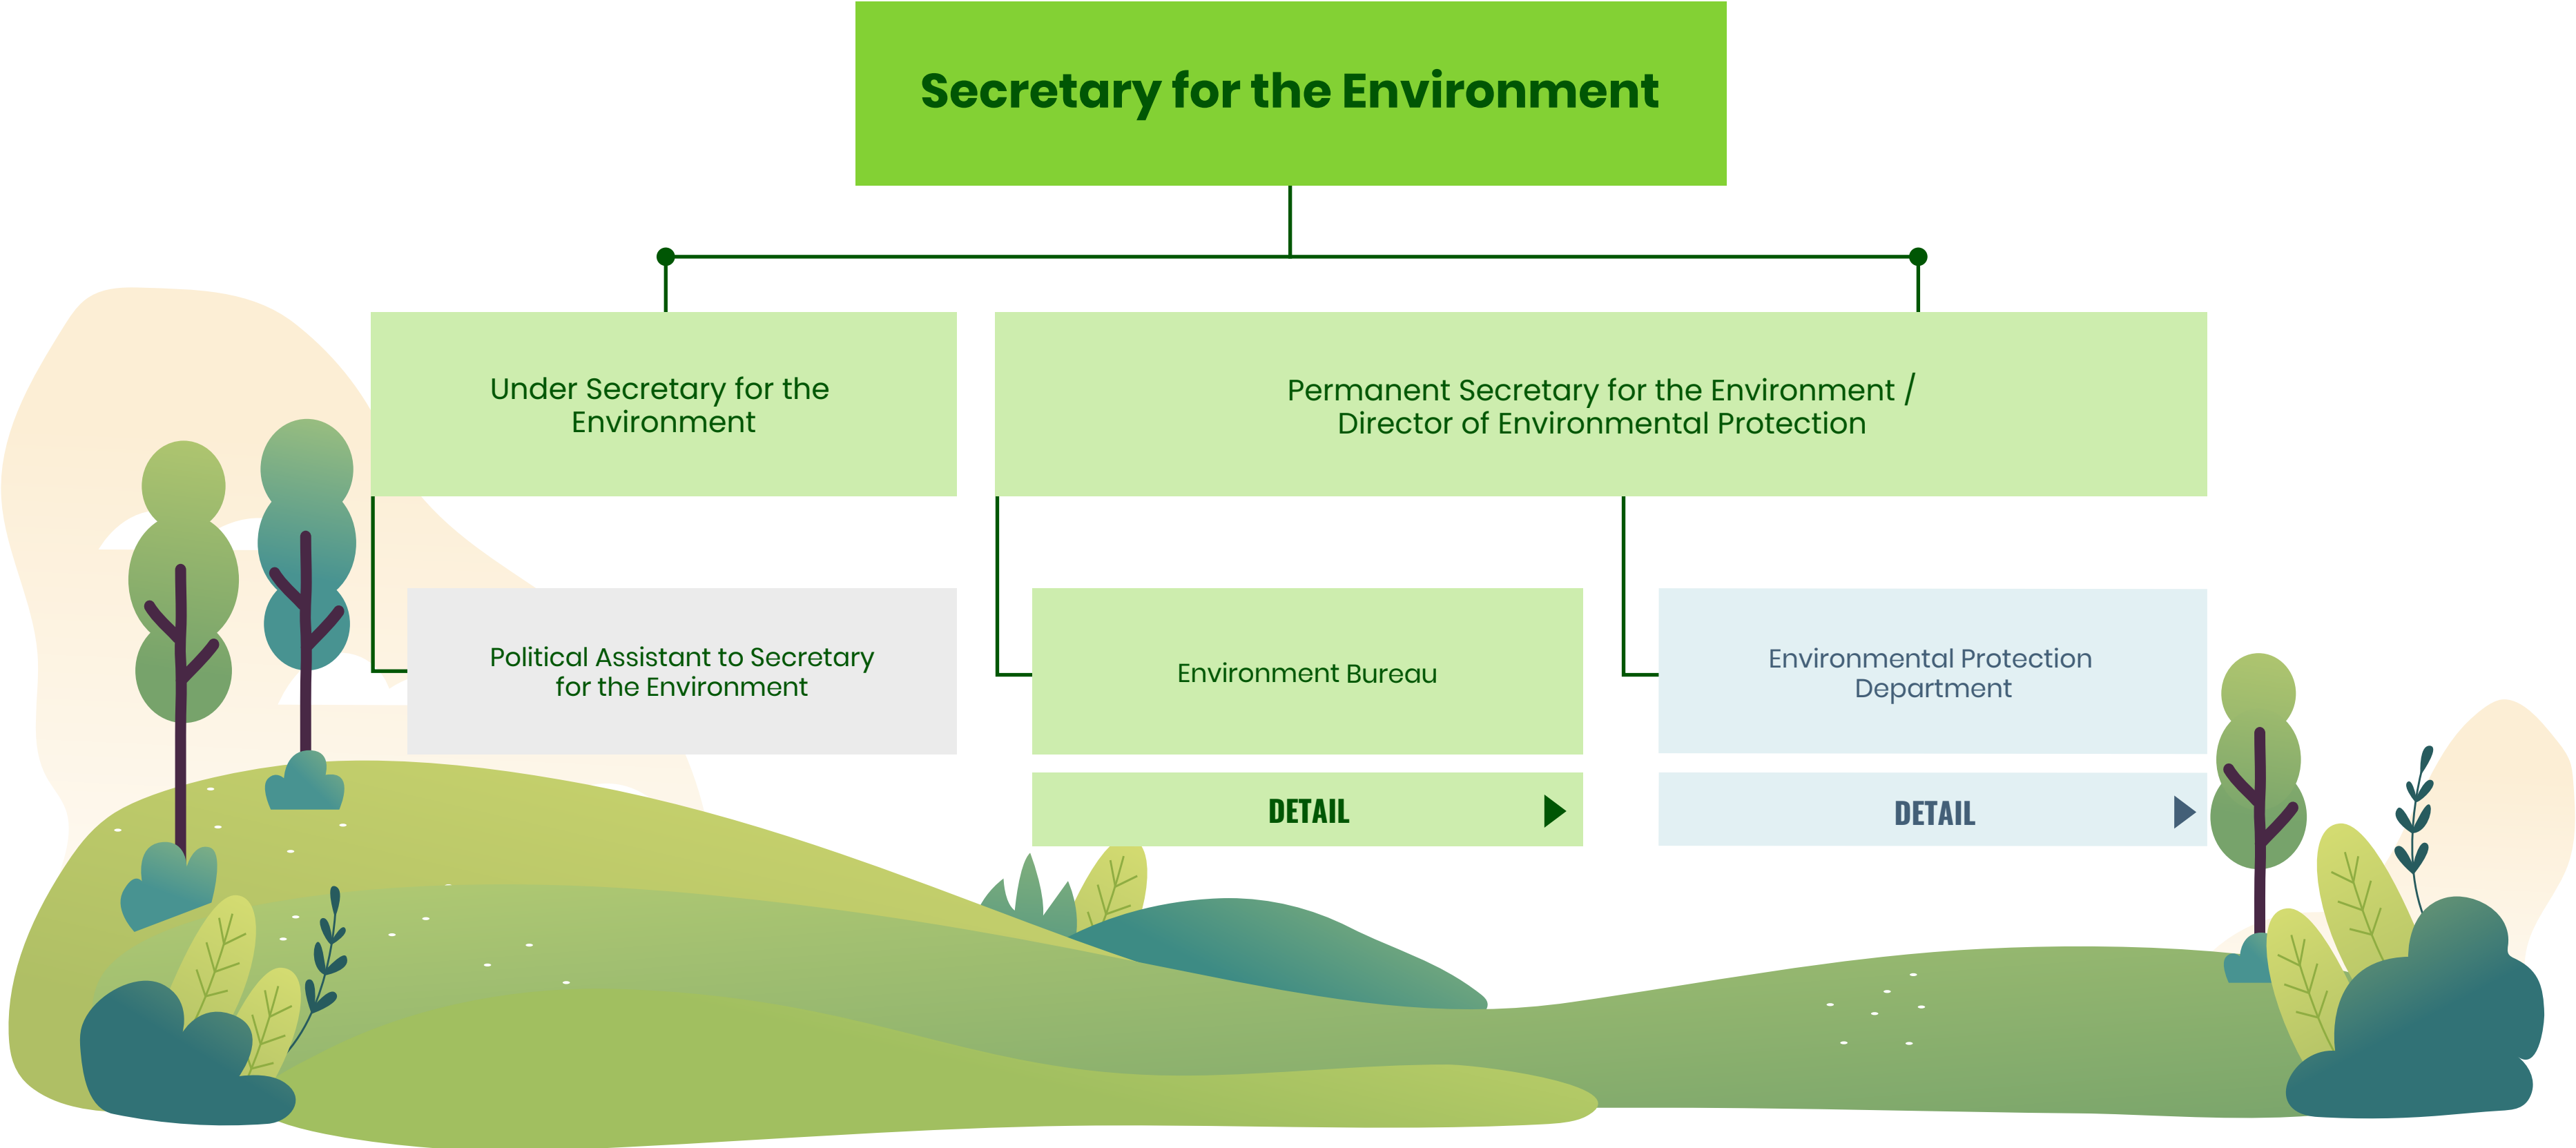 Secretary for the Environment
Under Secretary for the
Environment
Permanent Secretary for the Environment /
Director of Environmental Protection
Political Assistant to Secretary
for the Environment
Environment Bureau
Environmental Protection
Department
DETAIL
DETAIL